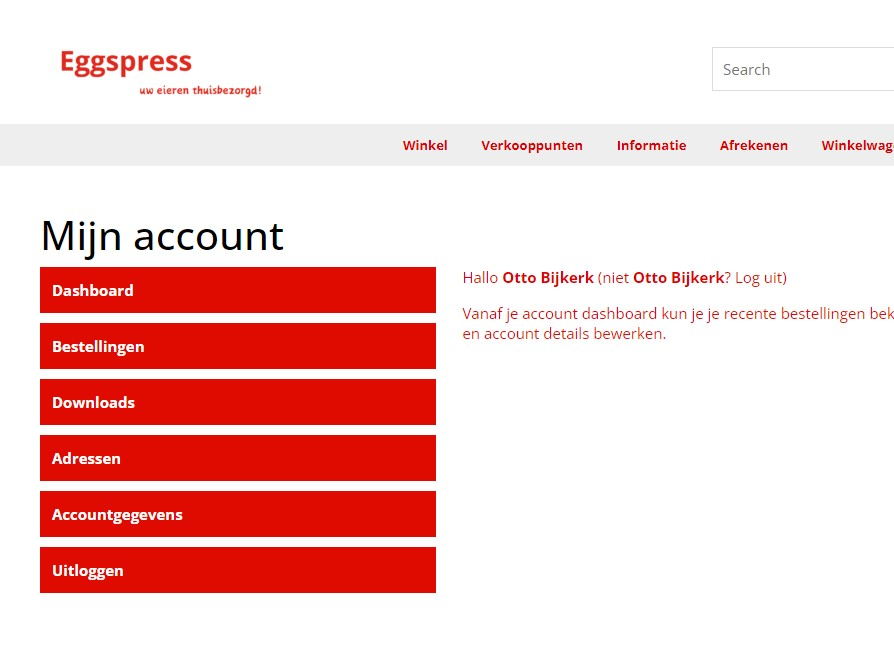 Eggspress
uw eieren thuisbezorgd!
Search
Winkel Verkooppunten Informatie Afrekenen Winkelwag
Mijn account
Dashboard
Bestellingen
Downloads
Adressen
Accountgegevens
Uitloggen
Hallo Otto Bijkerk (niet Otto Bijkerk? Log uit)
Vanaf je account dashboard kun je je recente bestellingen bek
en account details bewerken.